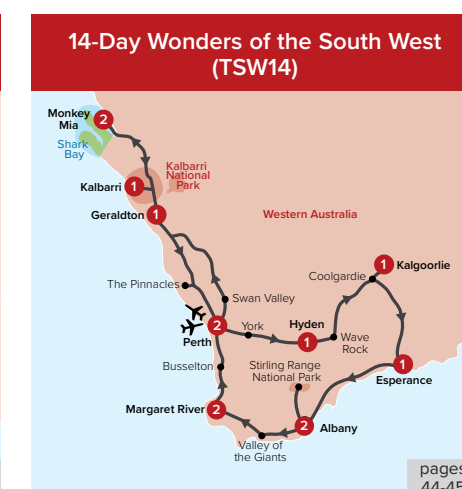 14-Day Wonders of the South West
(TSW14)
Monkey
Mia
2
Shark
Bay
Kalbarri
National
Park
Kalbarri
1
Geraldton
1
Western Australia
1
Kalgoorlie
Coolgardie
The Pinnacles
Swan Valley
2
Perth
York
Hyden
1
Wave
Rock
Busselton
Stirling Range
National Park
1
Esperance
Margaret River
2
2
Albany
Valley of
the Giants
pages
44-45